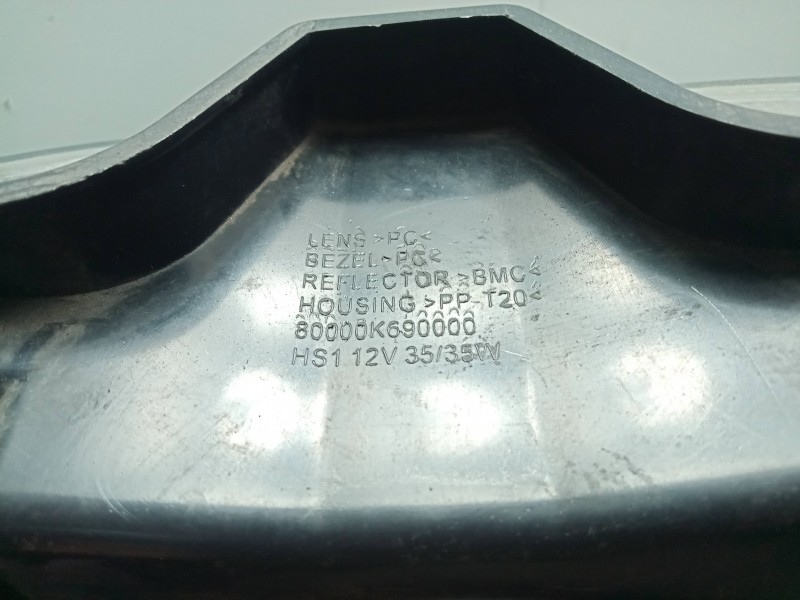 LENS >PC<
BEZEL >PC<
REFLECTOR >BMC<
HOUSING >PP-T20<
80000K690000
HS1 12V 35/35W